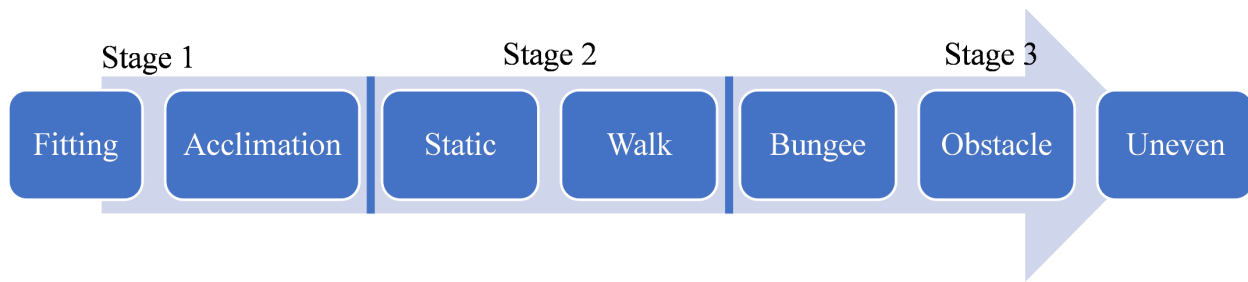 Stage 1
Stage 2
Stage 3
Fitting
Acclimation
Static
Walk
Bungee
Obstacle
Uneven